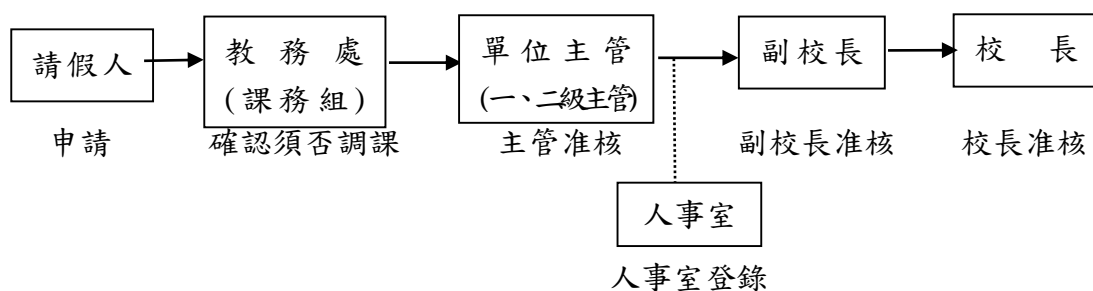 請假人
申請
教務處
(課務組)
確認須否調課
單位主管
(一、二級主管)
主管准核
副校長
副校長准核
校長
校長准核
人事室
人事室登錄